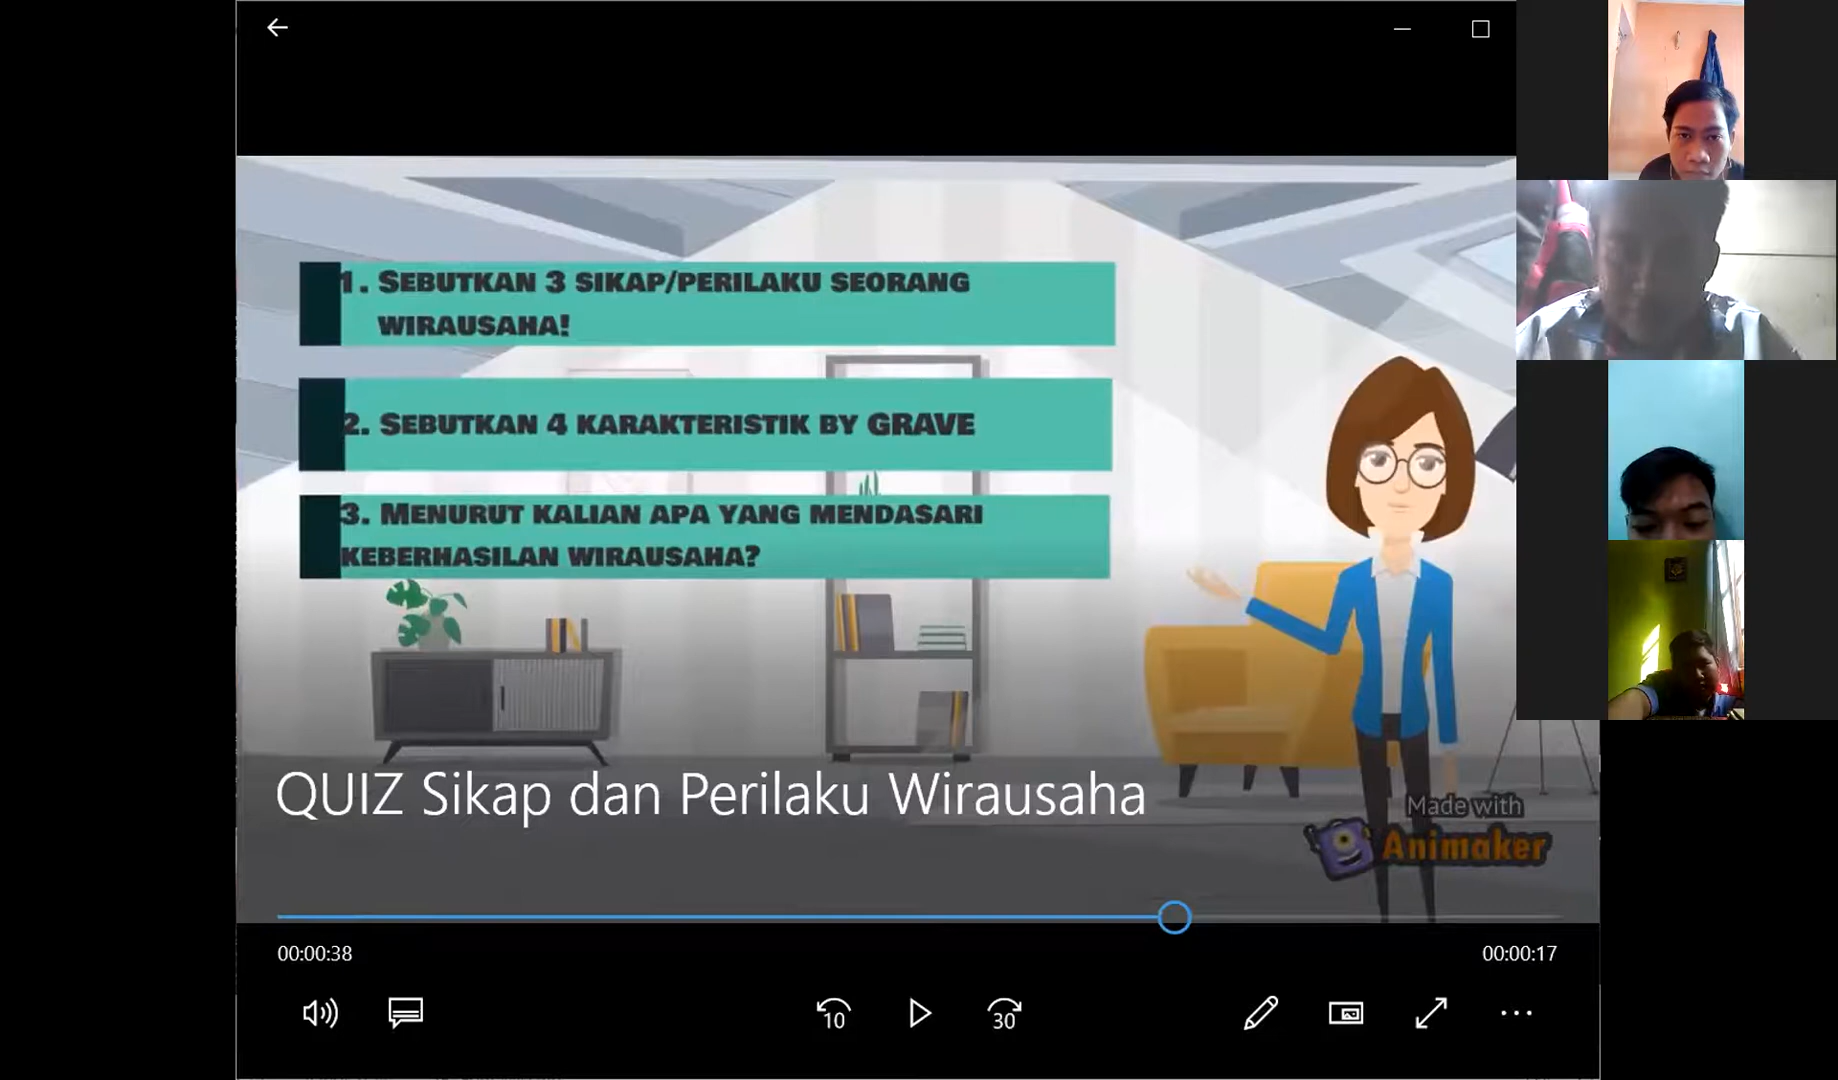 1. SEBUTKAN 3 SIKAP/PERILAKU SEORANG
WIRAUSAHA!
2. SEBUTKAN 4 KARAKTERISTIK BY GRAVE
3. MENURUT KALIAN APA YANG MENDASARI
KEBERHASILAN WIRAUSAHA?
QUIZ Sikap dan Perilaku Wirausaha
Made with
Animaker
00:00:38
00:00:17
10
30